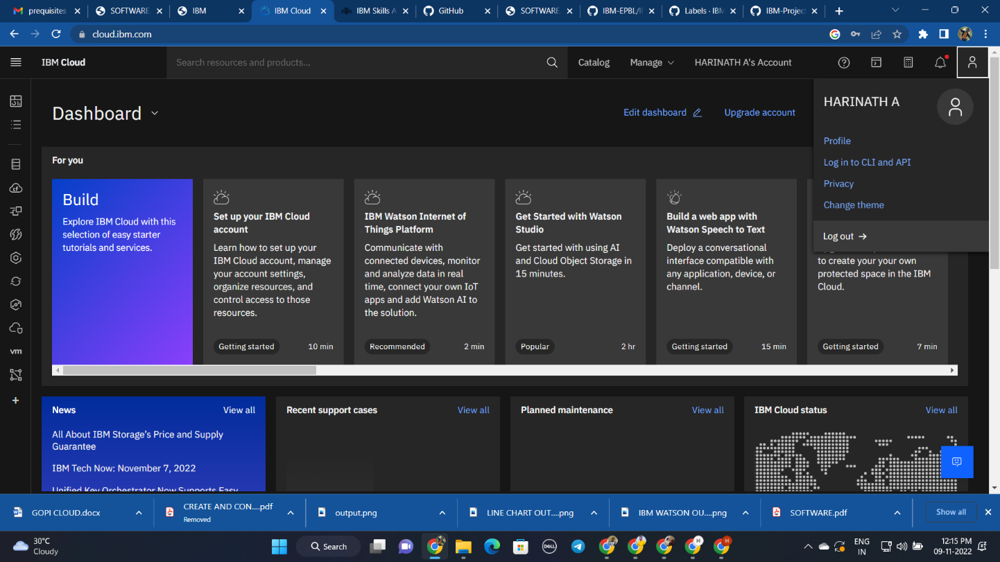 prequisites
SOFTWARE.
IBM
IBM Cloud
IBM Skills A
GitHub
SOFTWARE.
IBM-EPBL/I
Labels · IBM
IBM-Project
cloud.ibm.com
IBM Cloud
Search resources and products...
Catalog
Manage
HARINATH A's Account
Dashboard
Edit dashboard
Upgrade account
HARINATH A
Profile
Log in to CLI and API
Privacy
Change theme
Log out →
For you
Build
Explore IBM Cloud with this
selection of easy starter
tutorials and services.
Set up your IBM Cloud
account
Learn how to set up your
IBM Cloud account, manage
your account settings,
organize resources, and
control access to those
resources.
Getting started
10 min
IBM Watson Internet of
Things Platform
Communicate with
connected devices, monitor
and analyze data in real
time, connect your own IoT
apps and add Watson AI to
the solution.
Recommended
2 min
Get Started with Watson
Studio
Get started with using AI
and Cloud Object Storage in
15 minutes.
Popular
2 hr
Build a web app with
Watson Speech to Text
Deploy a conversational
interface compatible with
any application, device, or
channel.
Getting started
15 min
to create your your own
protected space in the IBM
Cloud.
Getting started
7 min
vm
News
View all
All About IBM Storage's Price and Supply
Guarantee
IBM Tech Now: November 7, 2022
Unified Key Orchestrator Now Supports Easy
Recent support cases
View all
Planned maintenance
View all
IBM Cloud status
View all
GOPI CLOUD.docx
CREATE AND CON....pdf
Removed
output.png
LINE CHART OUT....png
IBM WATSON OU....png
SOFTWARE.pdf
Show all
30°C
Cloudy
Search
DELL
H
H
ENG
IN
12:15 PM
09-11-2022